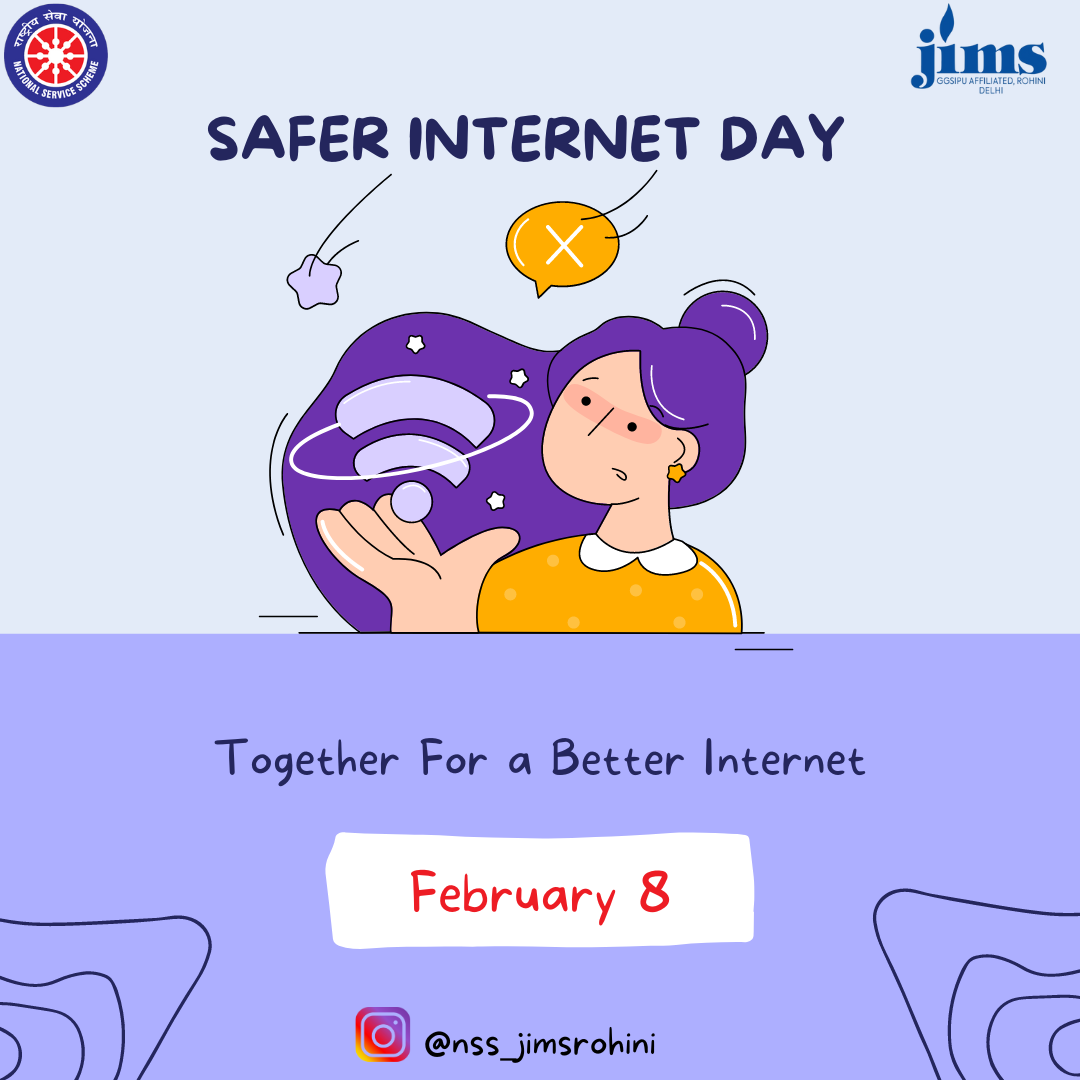 राष्ट्रीय सेवा योजना
NATIONAL SERVICE SCHEME
jims
GGSIPU AFFILIATED, ROHINI
DELHI
SAFER INTERNET DAY
Together For a Better Internet
February 8
@nss_jimsrohini